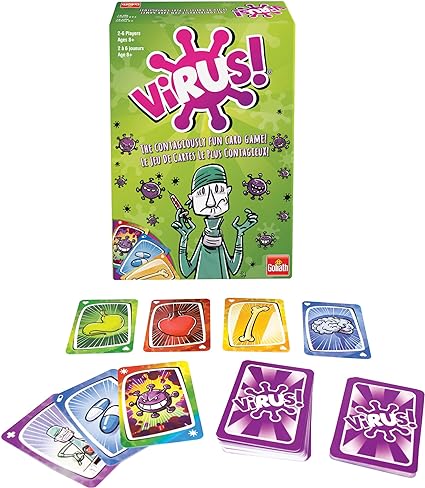 2-6 Players
Ages 8+
2 à 6 joueurs
Age 8+
ViRUS!
THE CONTAGIOUSLY FUN CARD GAME!
LE JEU DE CARTES LE PLUS CONTAGIEUX!
Goliath
ViRUS!
ViRUS!